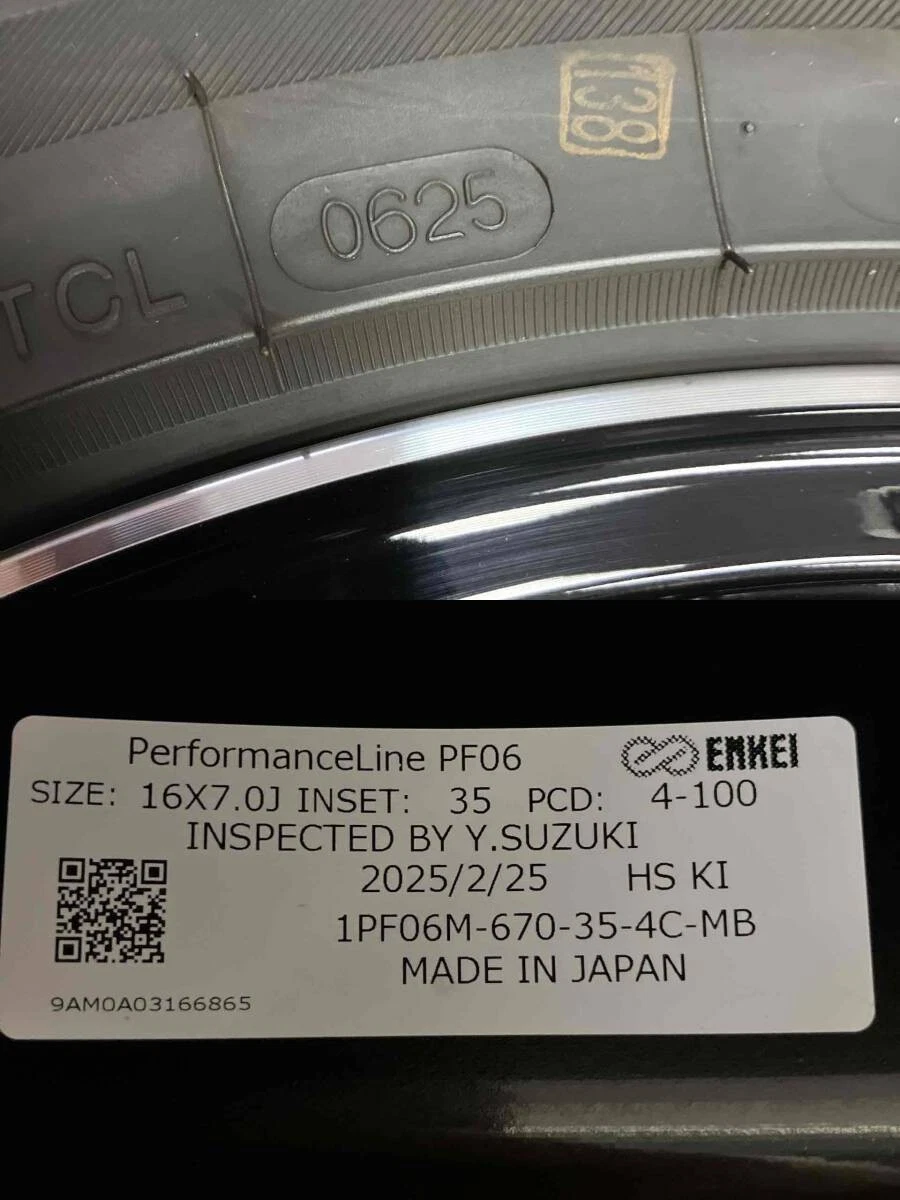 138
0625
TCL
PerformanceLine PF06
ENKEI
SIZE: 16X7.0J INSET: 35 PCD: 4-100
INSPECTED BY Y.SUZUKI
2025/2/25 HS KI
1PF06M-670-35-4C-MB
MADE IN JAPAN
9AM0A03166865